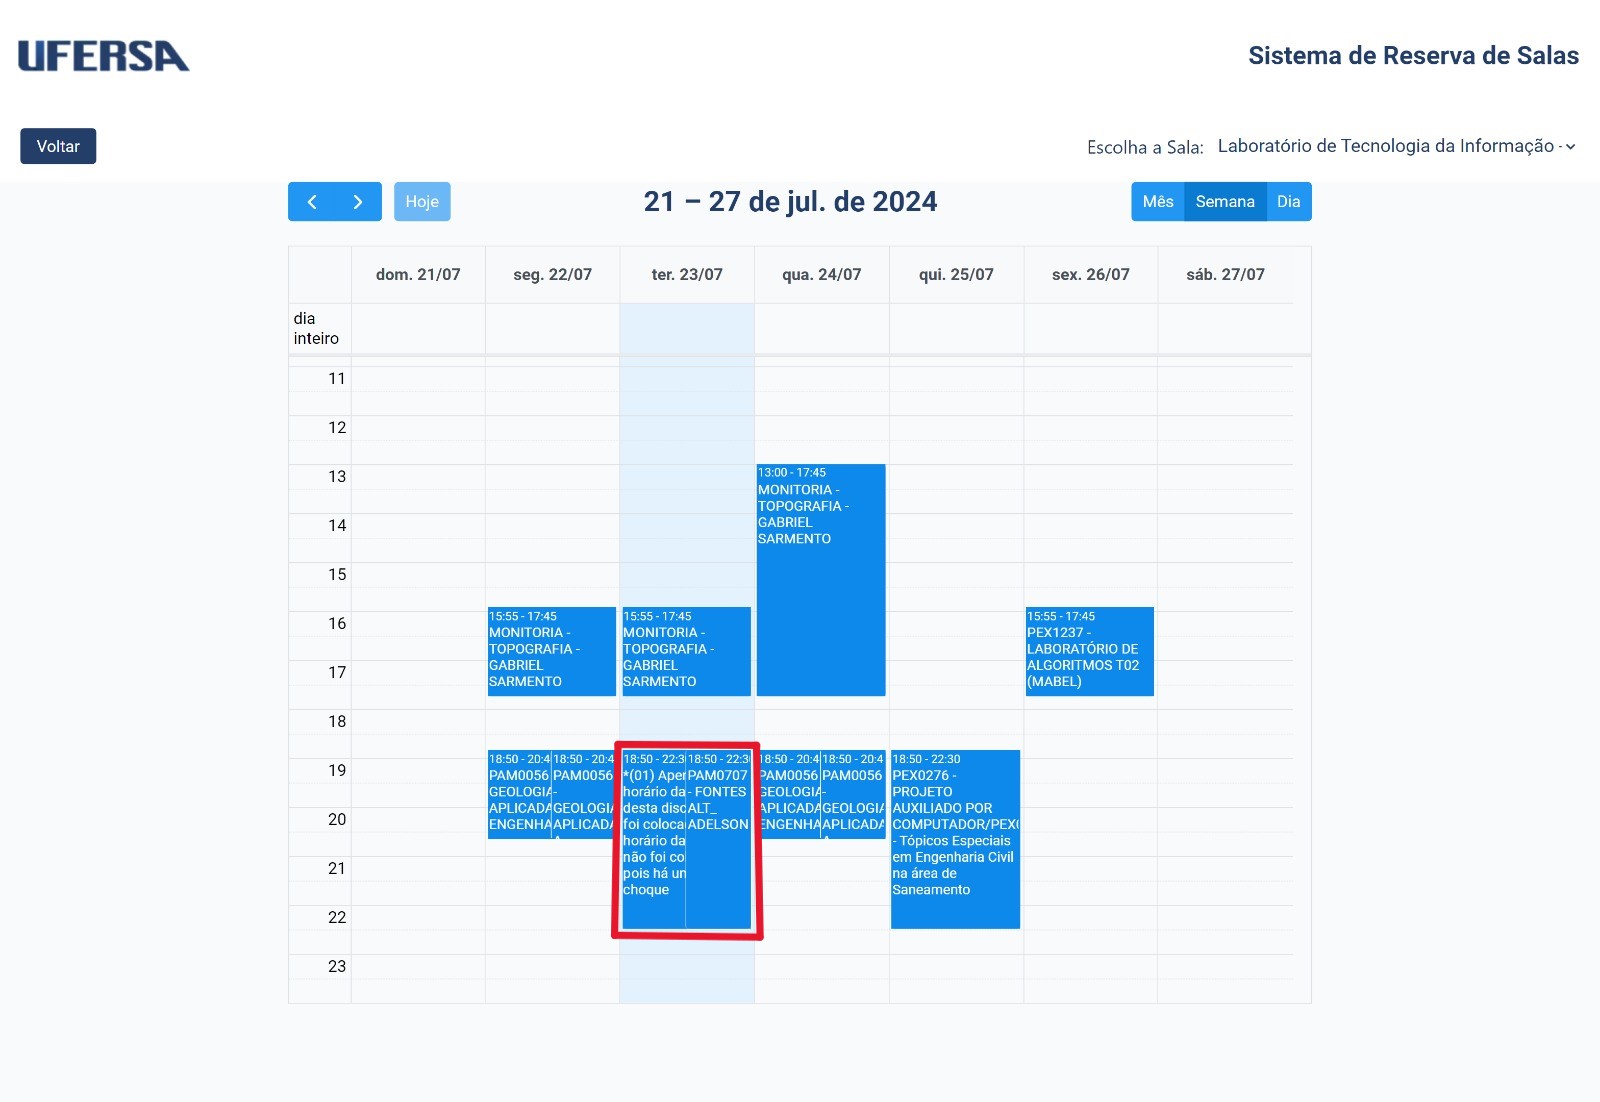 UFERSA
Sistema de Reserva de Salas
Voltar
Escolha a Sala: Laboratório de Tecnologia da Informação -
Hoje
21 – 27 de jul. de 2024
Mês Semana Dia
dom. 21/07 seg. 22/07 ter. 23/07 qua. 24/07 qui. 25/07 sex. 26/07 sáb. 27/07
dia
inteiro
11
12
13
14
15
16
17
18
19
20
21
22
23
15:55 - 17:45
MONITORIA -
TOPOGRAFIA -
GABRIEL
SARMENTO
18:50 - 20:4
PAM0056
GEOLOGIA
APLICADA
ENGENHA
18:50 - 20:4
PAM0056
-
GEOLOGIA
APLICADA
15:55 - 17:45
MONITORIA -
TOPOGRAFIA -
GABRIEL
SARMENTO
18:50 - 22:3
*(01) Aper
horário da
desta disc
foi coloca
horário da
não foi co
pois há un
choque
18:50 - 22:3
PAM0707
- FONTES
ALT_
ADELSON
13:00 - 17:45
MONITORIA -
TOPOGRAFIA -
GABRIEL
SARMENTO
18:50 - 20:4
PAM0056
GEOLOGIA
APLICADA
ENGENHA
18:50 - 20:4
PAM0056
-
GEOLOGIA
APLICADA
18:50 - 22:30
PEX0276 -
PROJETO
AUXILIADO POR
COMPUTADOR/PEX
- Tópicos Especiais
em Engenharia Civil
na área de
Saneamento
15:55 - 17:45
PEX1237 -
LABORATÓRIO DE
ALGORITMOS T02
(MABEL)